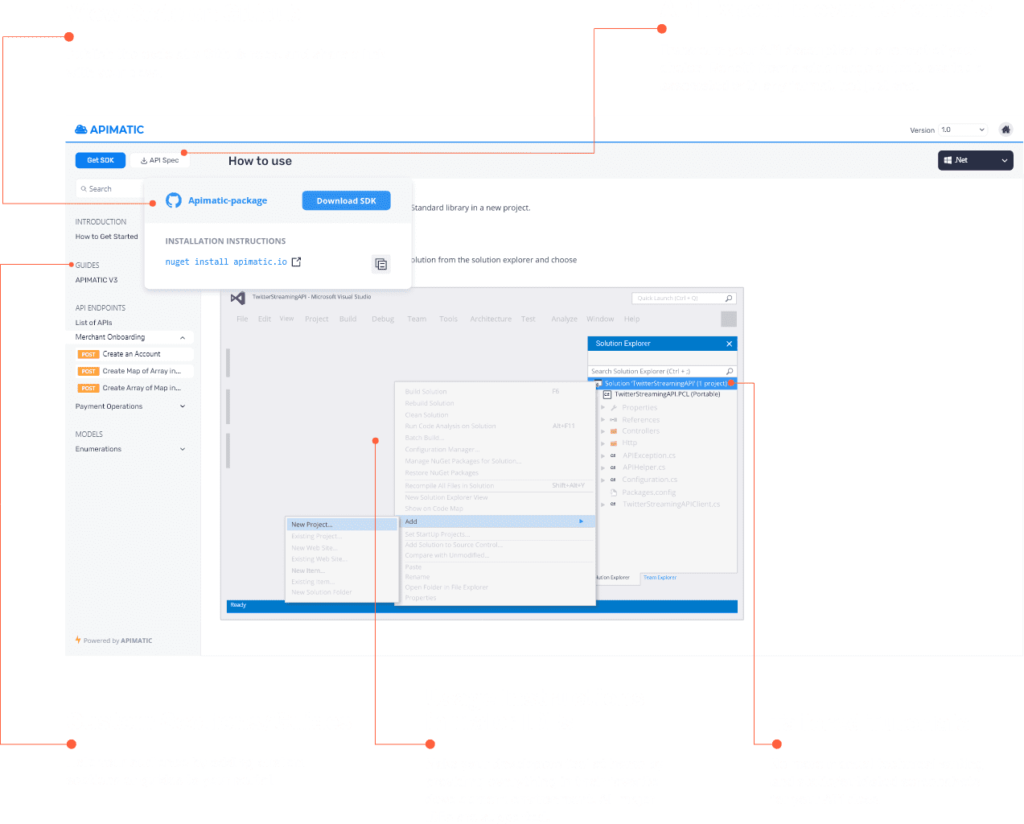 APIMATIC
Version 1.0
Get SDK
API Spec
How to use
.Net
Search
Apimatic-package
Download SDK
Standard library in a new project.
INTRODUCTION
How to Get Started
INSTALLATION INSTRUCTIONS
nuget install apimatic.io
olution from the solution explorer and choose
GUIDES
APIMATIC V3
API ENDPOINTS
List of APIs
Merchant Onboarding
POST Create an Account
POST Create Map of Array in...
POST Create Array of Map in...
Payment Operations
MODELS
Enumerations
Powered by APIMATIC
TwitterStreamingAPI - Microsoft Visual Studio
Quick Launch (Ctrl + Q)
File Edit View Project Build Debug Team Tools Architecture Test Analyze Window Help
Solution Explorer
Search Solution Explorer (Ctrl + ;)
Solution 'TwitterStreamingAPI' (1 project)
TwitterStreamingAPI.PCL (Portable)
Properties
References
Controllers
Http
APIException.cs
APIHelper.cs
Configuration.cs
Packages.config
TwitterStreamingAPIClient.cs
lution Explorer
Team Explorer
Build Solution F6
Rebuild Solution
Clean Solution
Run Code Analysis on Solution Alt+F11
Batch Build...
Configuration Manager...
Manage NuGet Packages for Solution...
Restore NuGet Packages
Recompile All Files in Solution Shift+Alt+Y
New Solution Explorer View
Show on Code Map
Add
Set StartUp Projects...
Add Solution to Source Control...
Compare with Unmodified...
Paste
Rename
Open Folder in File Explorer
Properties
New Project...
Existing Project...
New Web Site...
Existing Web Site...
New Item...
Existing Item...
New Solution Folder
Ready